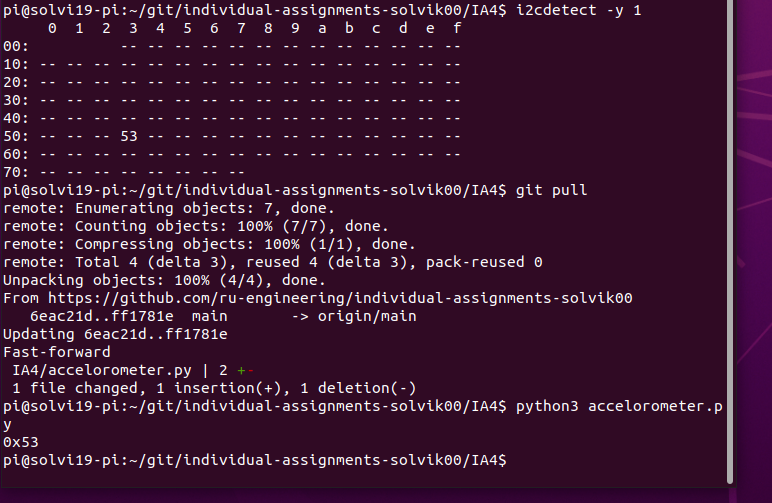 pi@solvi19-pi:~/git/individual-assignments-solvik00/IA4$ i2cdetect -y 1
     0  1  2  3  4  5  6  7  8  9  a  b  c  d  e  f
00:          -- -- -- -- -- -- -- -- -- -- -- -- --
10: -- -- -- -- -- -- -- -- -- -- -- -- -- -- -- --
20: -- -- -- -- -- -- -- -- -- -- -- -- -- -- -- --
30: -- -- -- -- -- -- -- -- -- -- -- -- -- -- -- --
40: -- -- -- -- -- -- -- -- -- -- -- -- -- -- -- --
50: -- -- -- 53 -- -- -- -- -- -- -- -- -- -- -- --
60: -- -- -- -- -- -- -- -- -- -- -- -- -- -- -- --
70: -- -- -- -- -- -- -- --
pi@solvi19-pi:~/git/individual-assignments-solvik00/IA4$ git pull
remote: Enumerating objects: 7, done.
remote: Counting objects: 100% (7/7), done.
remote: Compressing objects: 100% (1/1), done.
remote: Total 4 (delta 3), reused 4 (delta 3), pack-reused 0
Unpacking objects: 100% (4/4), done.
From https://github.com/ru-engineering/individual-assignments-solvik00
   6eac21d..ff1781e  main       -> origin/main
Updating 6eac21d..ff1781e
Fast-forward
 IA4/accelorometer.py | 2 +-
 1 file changed, 1 insertion(+), 1 deletion(-)
pi@solvi19-pi:~/git/individual-assignments-solvik00/IA4$ python3 accelorometer.p
y
0x53
pi@solvi19-pi:~/git/individual-assignments-solvik00/IA4$